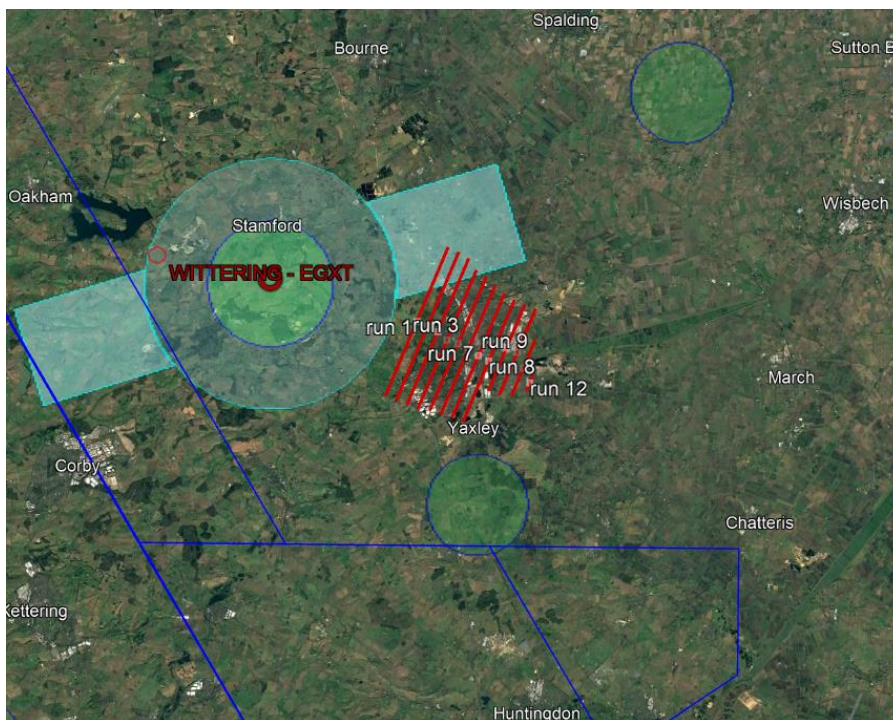 Spalding
Bourne
Sutton B
Oakham
Stamford
Wisbech
WITTERING - EGXT
run 1
run 3
run 9
run 7
run 8
March
run 12
Yaxley
Corby
Chatteris
Kettering
Huntingdon